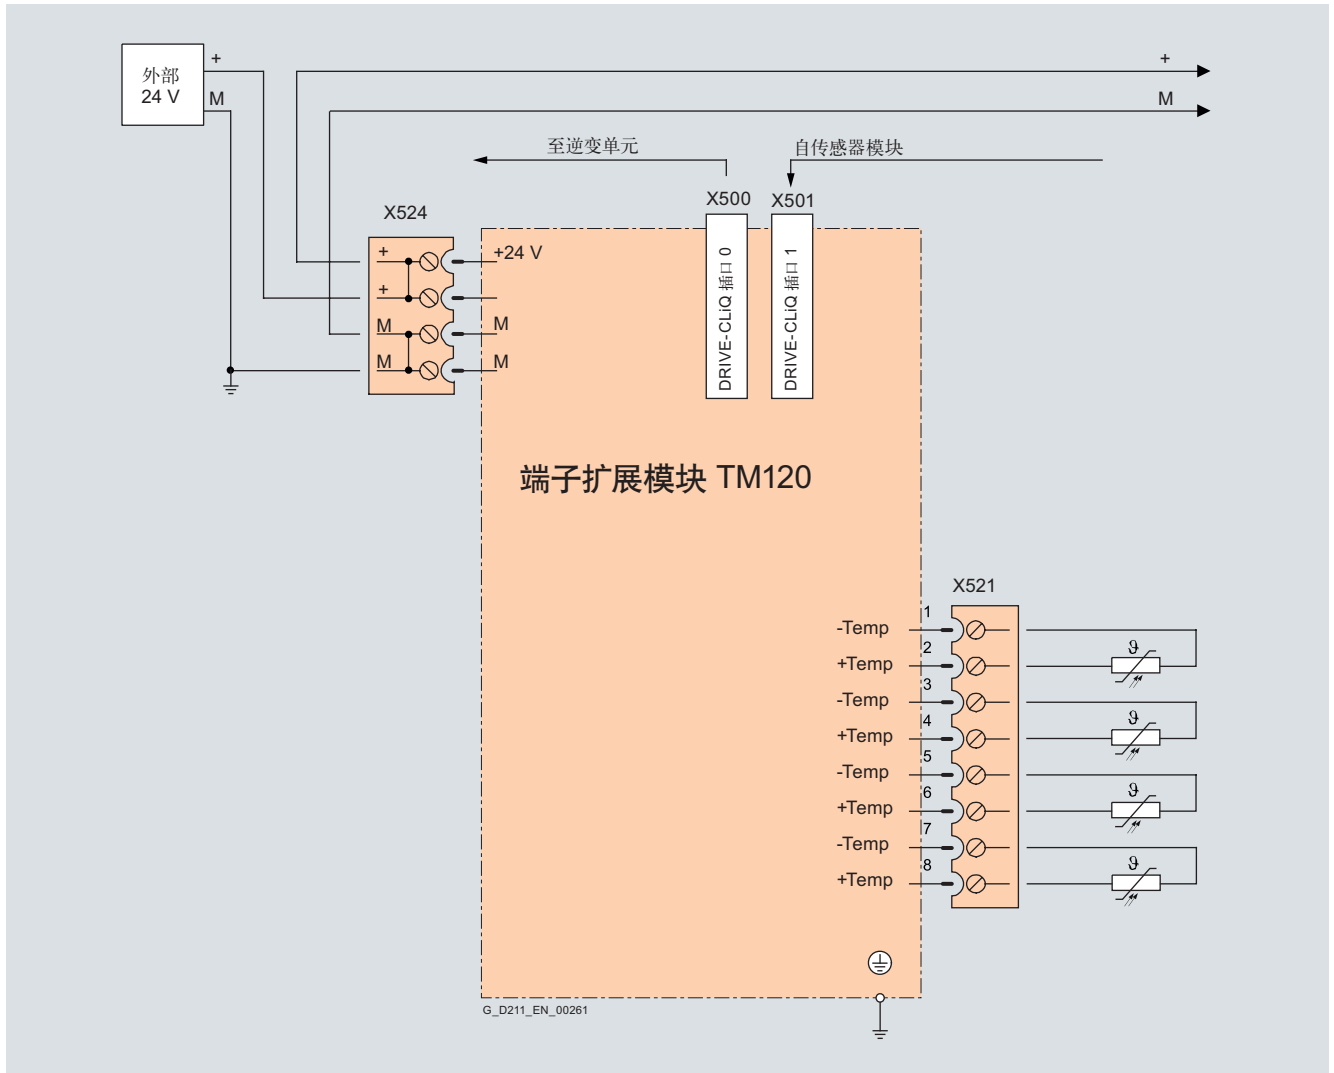 外部
24 V
+
M
+
M
至逆变单元
自传感器模块
X500
X501
X524
+
+
M
M
+24 V
M
M
DRIVE-CLiQ 插口 0
DRIVE-CLiQ 插口 1
端子扩展模块 TM120
X521
-Temp 1
+Temp 2
-Temp 3
+Temp 4
-Temp 5
+Temp 6
-Temp 7
+Temp 8
ϑ
ϑ
ϑ
ϑ
G_D211_EN_00261